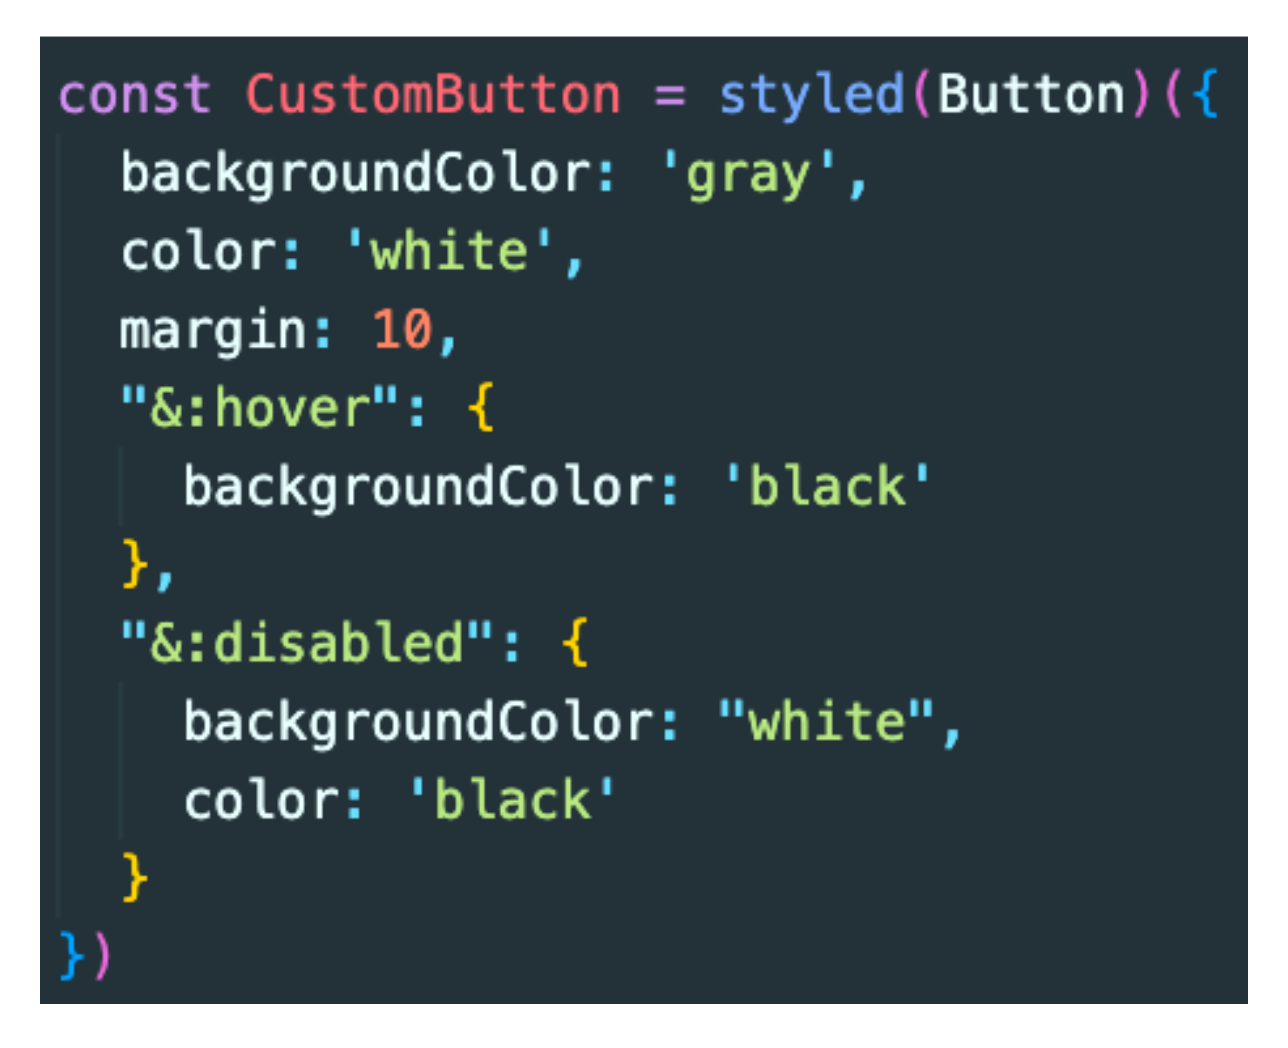 const CustomButton = styled(Button)({
  backgroundColor: 'gray',
  color: 'white',
  margin: 10,
  "&:hover": {
    backgroundColor: 'black'
  },
  "&:disabled": {
    backgroundColor: "white",
    color: 'black'
  }
})